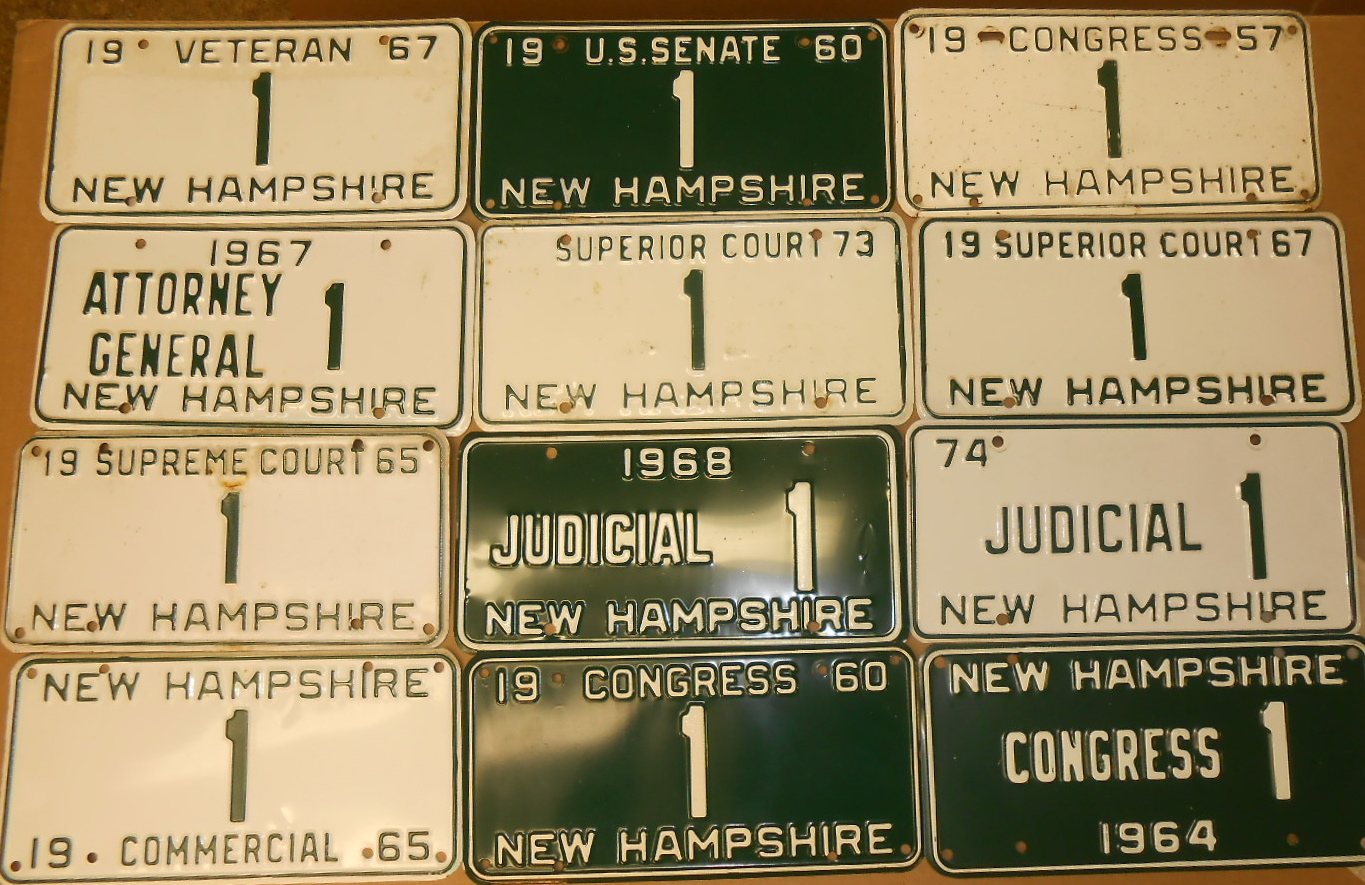 19 VETERAN 67
1
NEW HAMPSHIRE
19 U.S. SENATE 60
1
NEW HAMPSHIRE
19 CONGRESS 57
1
NEW HAMPSHIRE
1967
ATTORNEY
GENERAL
1
NEW HAMPSHIRE
SUPERIOR COURT 73
1
NEW HAMPSHIRE
19 SUPERIOR COURT 67
1
NEW HAMPSHIRE
19 SUPREME COURT 65
1
NEW HAMPSHIRE
1968
JUDICIAL 1
NEW HAMPSHIRE
74
JUDICIAL 1
NEW HAMPSHIRE
NEW HAMPSHIRE
1
19 COMMERCIAL 65
19 CONGRESS 60
1
NEW HAMPSHIRE
NEW HAMPSHIRE
CONGRESS 1
1964